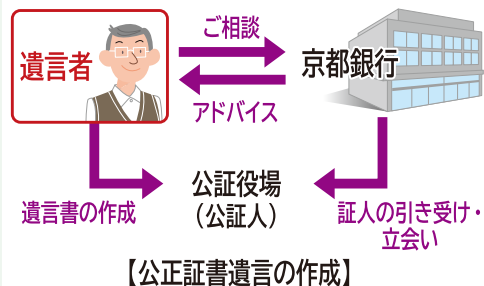 ご相談
遺言者
京都銀行
アドバイス
公証役場
（公証人）
遺言書の作成
証人の引き受け・
立会い
【公正証書遺言の作成】